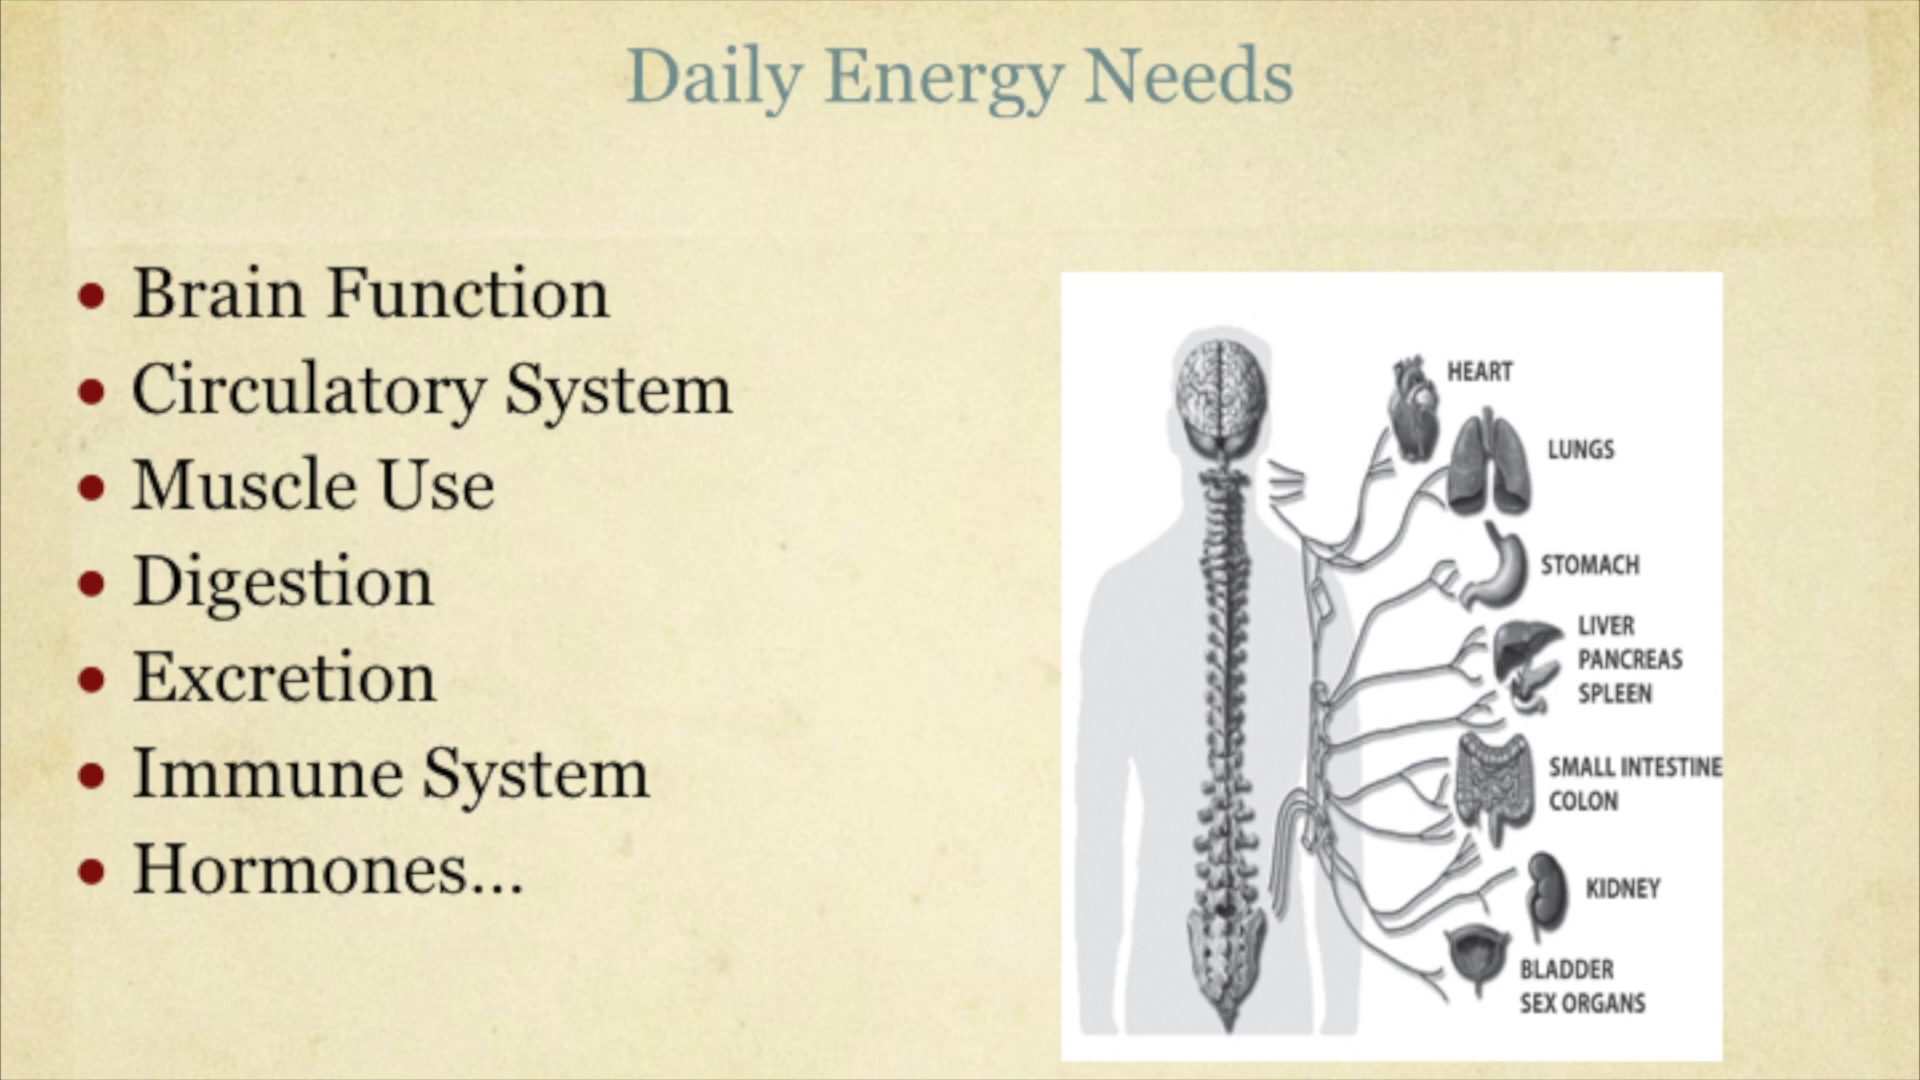 Daily Energy Needs
• Brain Function
• Circulatory System
• Muscle Use
• Digestion
• Excretion
• Immune System
• Hormones...
HEART
LUNGS
STOMACH
LIVER
PANCREAS
SPLEEN
SMALL INTESTINE
COLON
KIDNEY
BLADDER
SEX ORGANS